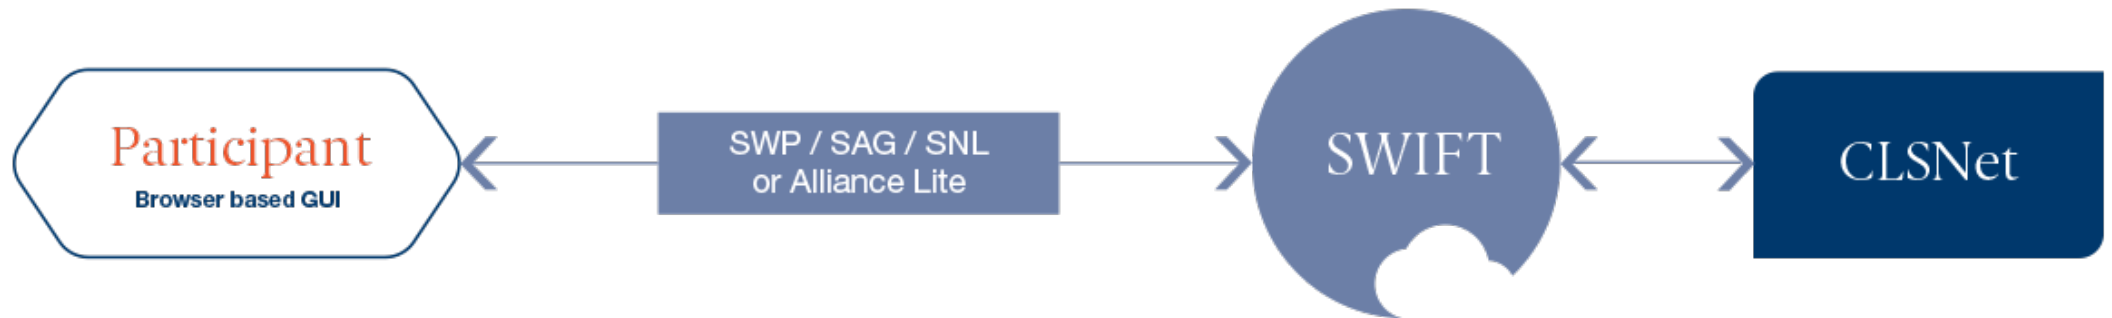 Participant
Browser based GUI
SWP / SAG / SNL
or Alliance Lite
SWIFT
CLSNet